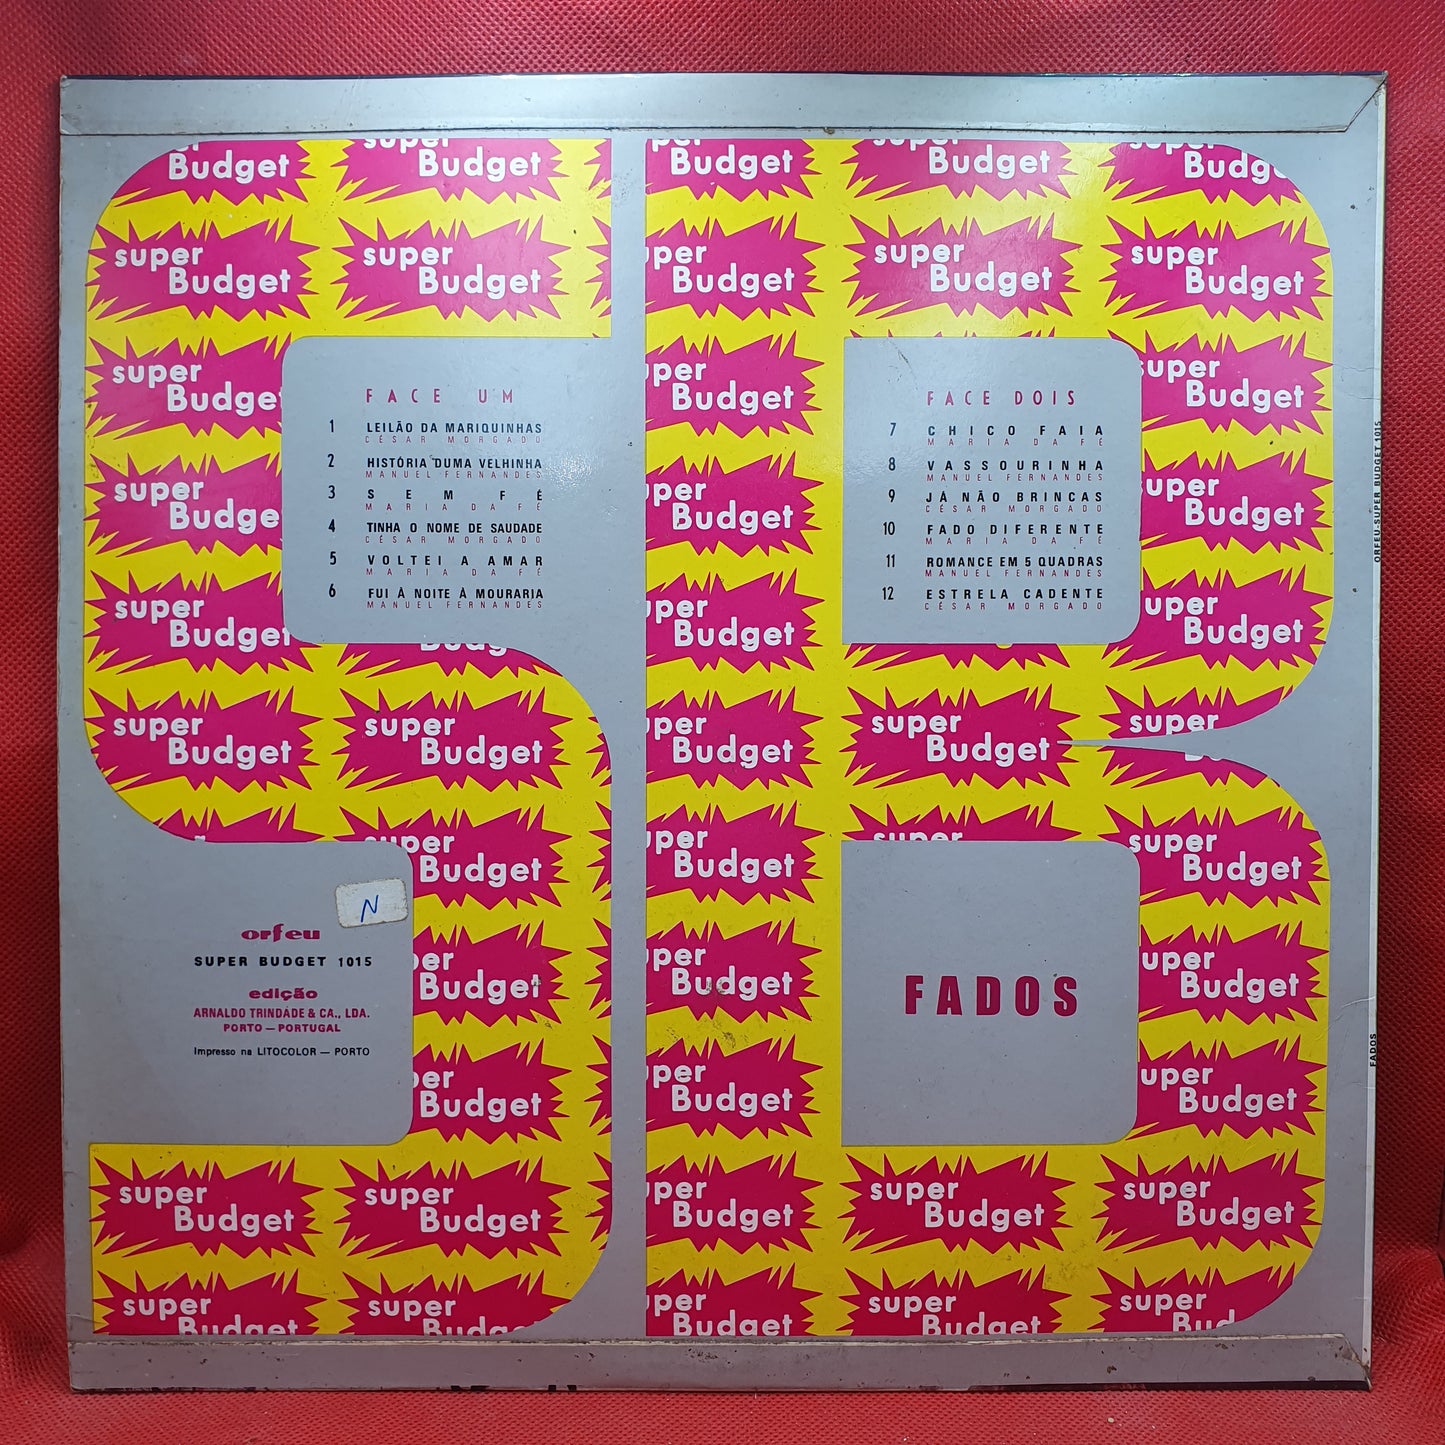 FACE UM
1 LEILÃO DA MARIQUINHAS
CÉSAR MORGADO
2 HISTÓRIA DUMA VELHINHA
MANUEL FERNANDES
3 SEM FÉ
MARIA DA FÉ
4 TINHA O NOME DE SAUDADE
CÉSAR MORGADO
5 VOLTEI A AMAR
MARIA DA FÉ
6 FUI À NOITE À MOURARIA
MANUEL FERNANDES
FACE DOIS
7 CHICO FAIA
MARIA DA FÉ
8 VASSOURINHA
MANUEL FERNANDES
9 JÁ NÃO BRINCAS
CÉSAR MORGADO
10 FADO DIFERENTE
MARIA DA FÉ
11 ROMANCE EM 5 QUADRAS
MANUEL FERNANDES
12 ESTRELA CADENTE
CÉSAR MORGADO
N
orfeu
SUPER BUDGET 1015
edição
ARNALDO TRINDADE & CA., LDA.
PORTO — PORTUGAL
Impresso na LITOCOLOR — PORTO
FADOS
super
Budget
ORFEU-SUPER BUDGET 1015
FADOS